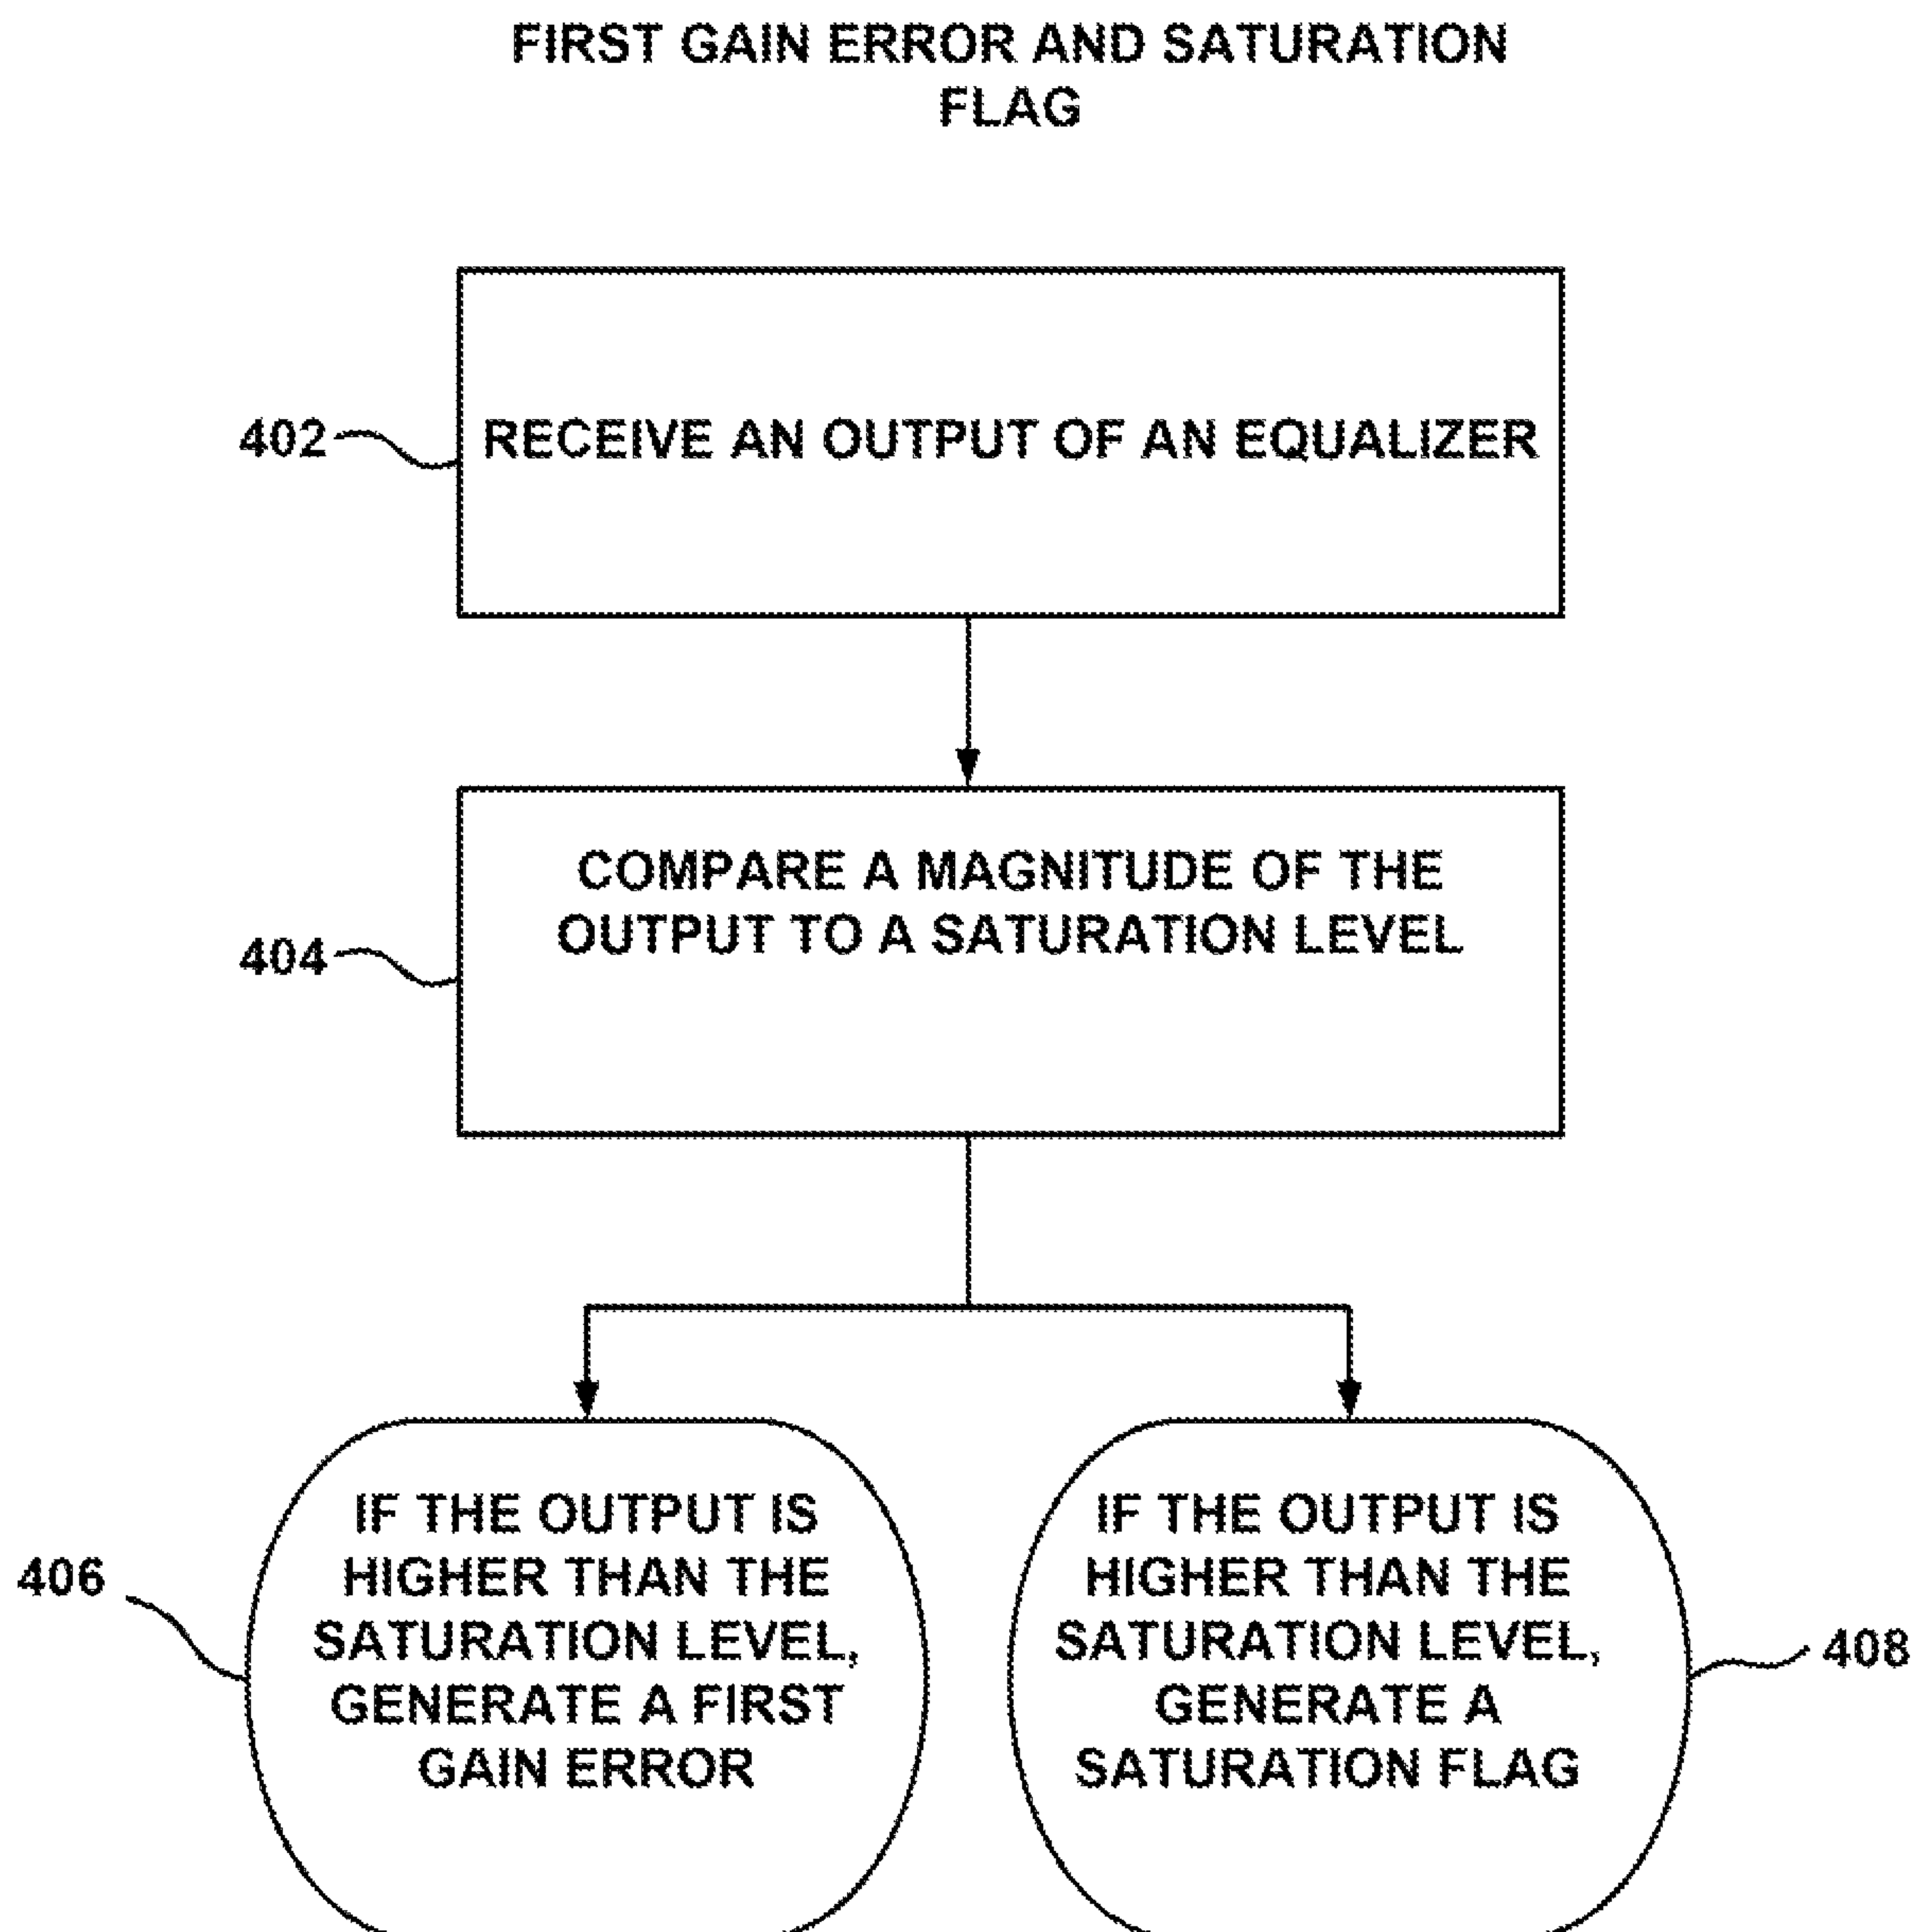 FIRST GAIN ERROR AND SATURATION
FLAG
402
RECEIVE AN OUTPUT OF AN EQUALIZER
404
COMPARE A MAGNITUDE OF THE
OUTPUT TO A SATURATION LEVEL
406
IF THE OUTPUT IS
HIGHER THAN THE
SATURATION LEVEL,
GENERATE A FIRST
GAIN ERROR
IF THE OUTPUT IS
HIGHER THAN THE
SATURATION LEVEL,
GENERATE A
SATURATION FLAG
408